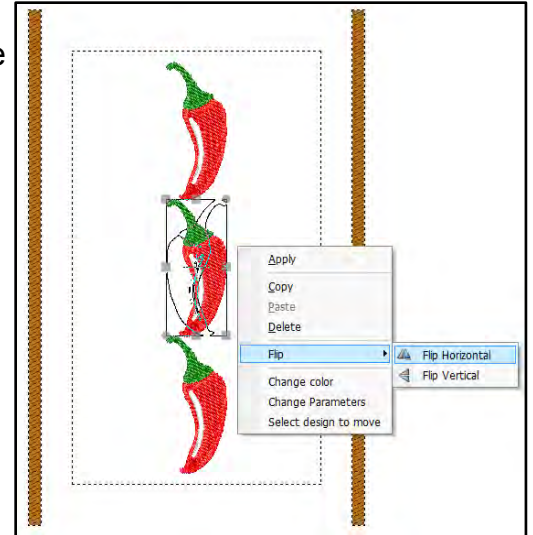 e
Apply
Copy
Paste
Delete
Flip
Flip Horizontal
Flip Vertical
Change color
Change Parameters
Select design to move